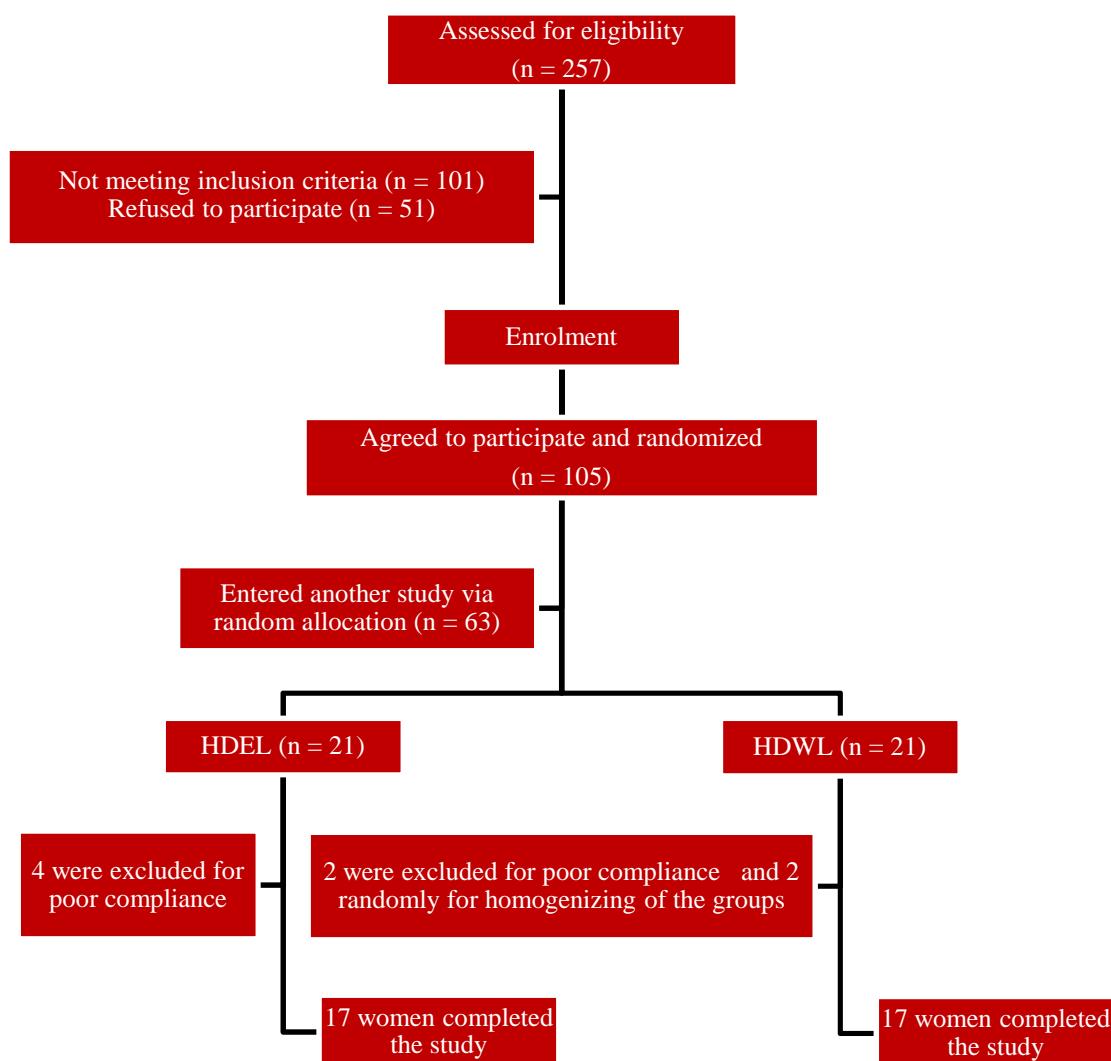 Assessed for eligibility
(n = 257)
Not meeting inclusion criteria (n = 101)
Refused to participate (n = 51)
Enrolment
Agreed to participate and randomized
(n = 105)
Entered another study via
random allocation (n = 63)
HDEL (n = 21)
HDWL (n = 21)
4 were excluded for
poor compliance
2 were excluded for poor compliance and 2
randomly for homogenizing of the groups
17 women completed
the study
17 women completed
the study